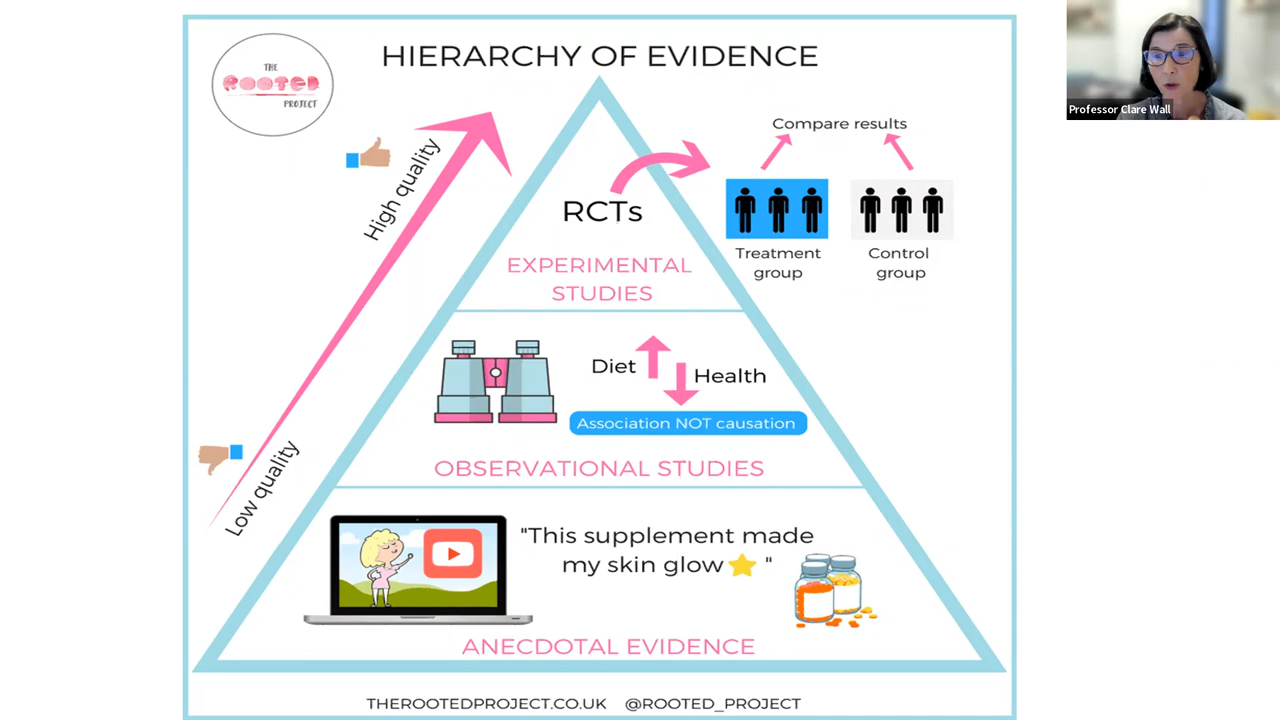 HIERARCHY OF EVIDENCE
THE
ROOTED
PROJECT
High quality
Low quality
Compare results
RCTs
Treatment
group
Control
group
EXPERIMENTAL
STUDIES
Diet
Health
Association NOT causation
OBSERVATIONAL STUDIES
"This supplement made
my skin glow ⭐ "
ANECDOTAL EVIDENCE
THEROOTEDPROJECT.CO.UK @ROOTED_PROJECT
Professor Clare Wall